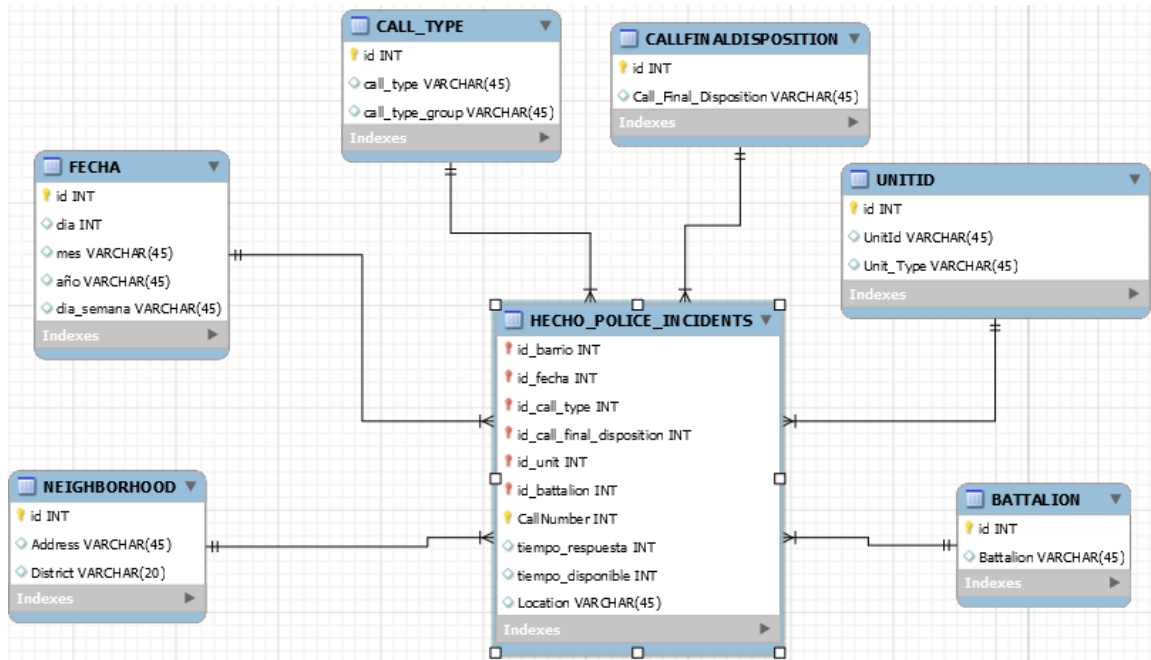 CALL_TYPE
id INT
call_type VARCHAR(45)
call_type_group VARCHAR(45)
Indexes
CALLFINALDISPOSITION
id INT
Call_Final_Disposition VARCHAR(45)
Indexes
FECHA
id INT
dia INT
mes VARCHAR(45)
año VARCHAR(45)
dia_semana VARCHAR(45)
Indexes
UNITID
id INT
UnitId VARCHAR(45)
Unit_Type VARCHAR(45)
Indexes
HECHO_POLICE_INCIDENTS
id_barrio INT
id_fecha INT
id_call_type INT
id_call_final_disposition INT
id_unit INT
id_battalion INT
CallNumber INT
tiempo_respuesta INT
tiempo_disponible INT
Location VARCHAR(45)
Indexes
NEIGHBORHOOD
id INT
Address VARCHAR(45)
District VARCHAR(20)
Indexes
BATTALION
id INT
Battalion VARCHAR(45)
Indexes